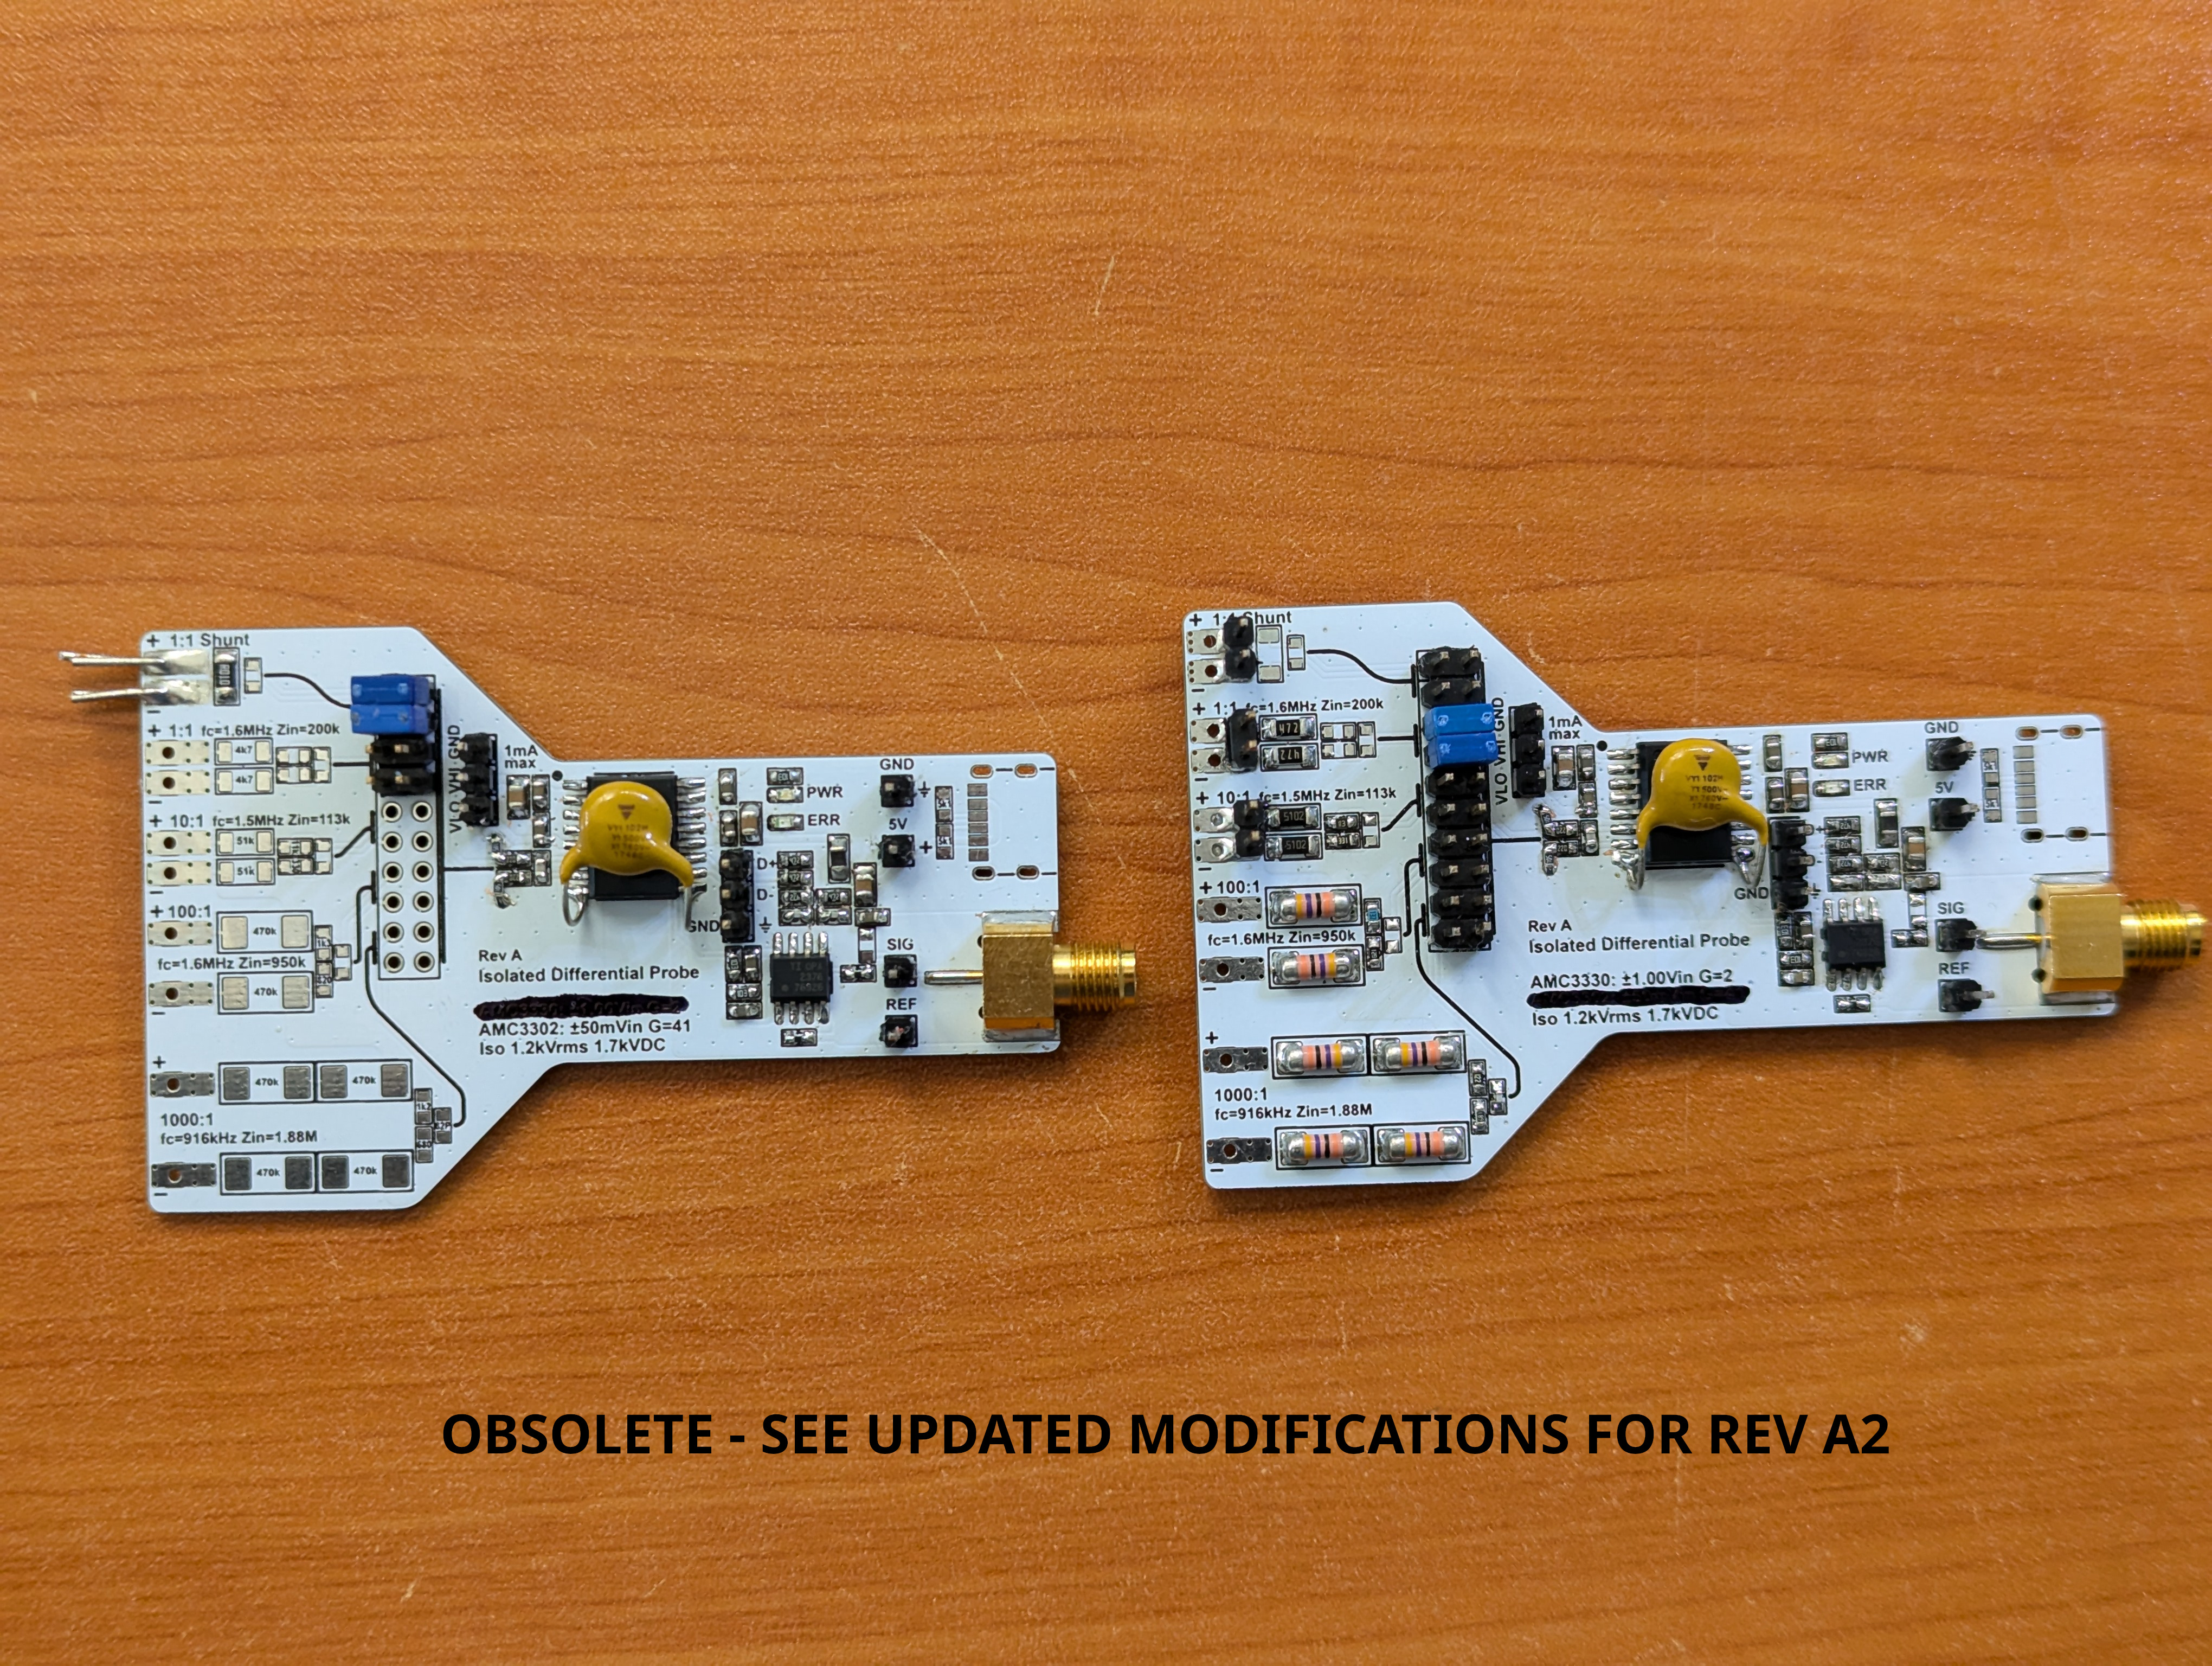 + 1:1 Shunt
−
+ 1:1 fc=1.6MHz Zin=200k
4k7
4k7
−
+ 10:1 fc=1.5MHz Zin=113k
51k
51k
−
+ 100:1
470k
fc=1.6MHz Zin=950k
470k
−
+
470k 470k
1000:1
fc=916kHz Zin=1.88M
470k 470k
−
VLO VHI GND
1mA
max
PWR
ERR
GND
5V
+
D+
D-
GND
SIG
REF
Rev A
Isolated Differential Probe
AMC3302: ±50mVin G=41
Iso 1.2kVrms 1.7kVDC
+ 1:1 Shunt
−
+ 1:1 fc=1.6MHz Zin=200k
472
472
−
+ 10:1 fc=1.5MHz Zin=113k
5102
5102
−
+ 100:1
fc=1.6MHz Zin=950k
−
+
1000:1
fc=916kHz Zin=1.88M
−
VLO VHI GND
1mA
max
PWR
ERR
GND
5V
GND
SIG
REF
Rev A
Isolated Differential Probe
AMC3330: ±1.00Vin G=2
Iso 1.2kVrms 1.7kVDC
OBSOLETE - SEE UPDATED MODIFICATIONS FOR REV A2